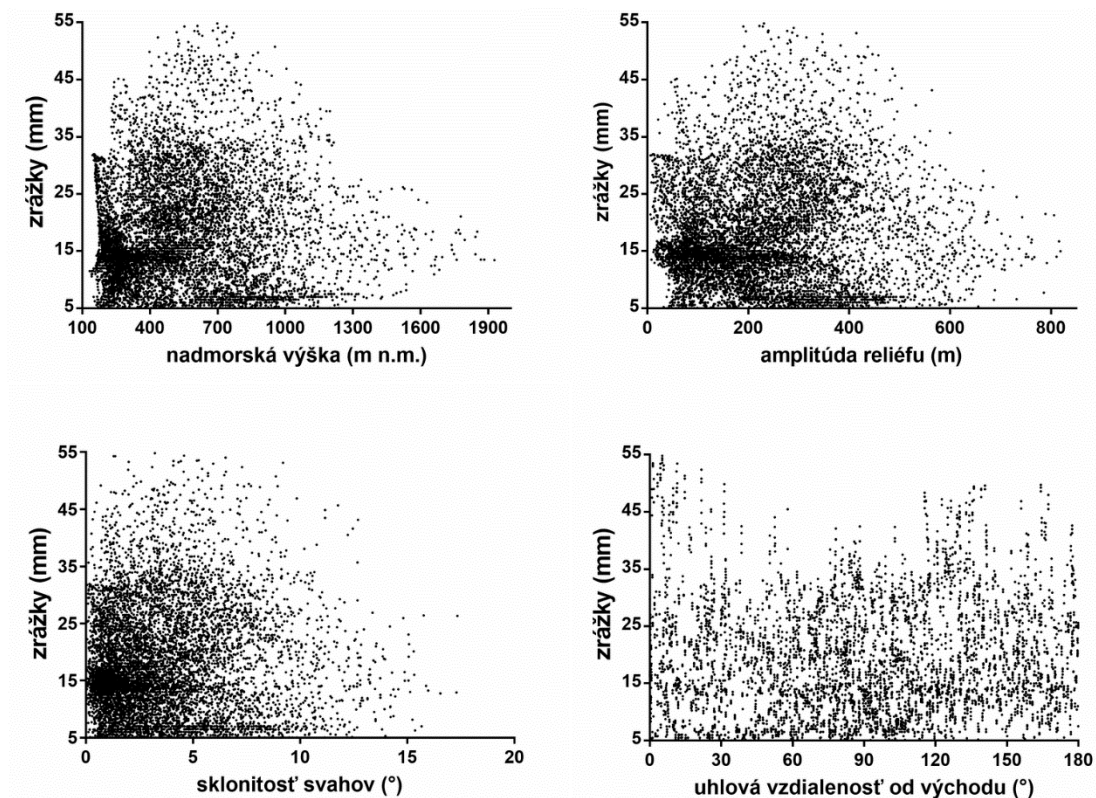 55
45
35
25
15
5
zrážky (mm)
100 400 700 1000 1300 1600 1900
nadmorská výška (m n.m.)
55
45
35
25
15
5
zrážky (mm)
0 200 400 600 800
amplitúda reliéfu (m)
55
45
35
25
15
5
zrážky (mm)
0 5 10 15 20
sklonitosť svahov (°)
55
45
35
25
15
5
zrážky (mm)
0 30 60 90 120 150 180
uhlová vzdialenosť od východu (°)